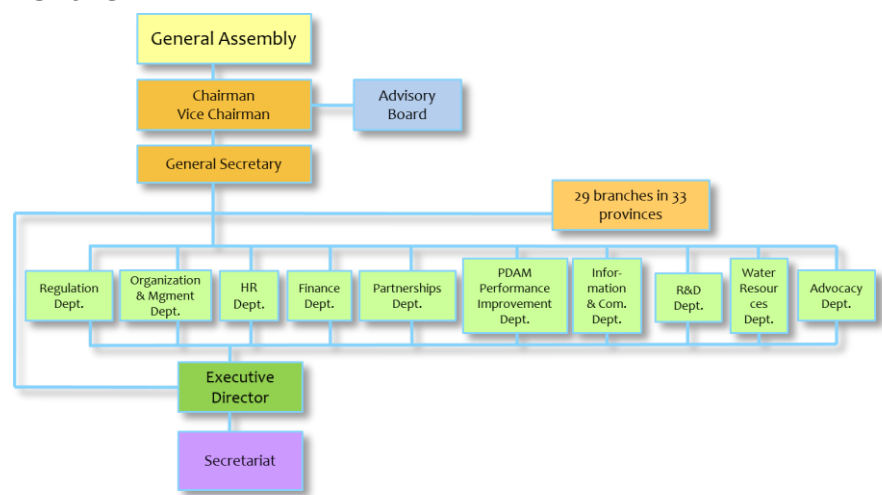 General Assembly
Chairman
Vice Chairman
Advisory
Board
General Secretary
29 branches in 33
provinces
Regulation
Dept.
Organization
& Mgment
Dept.
HR
Dept.
Finance
Dept.
Partnerships
Dept.
PDAM
Performance
Improvement
Dept.
Infor-
mation
& Com.
Dept.
R&D
Dept.
Water
Resour
ces
Dept.
Advocacy
Dept.
Executive
Director
Secretariat